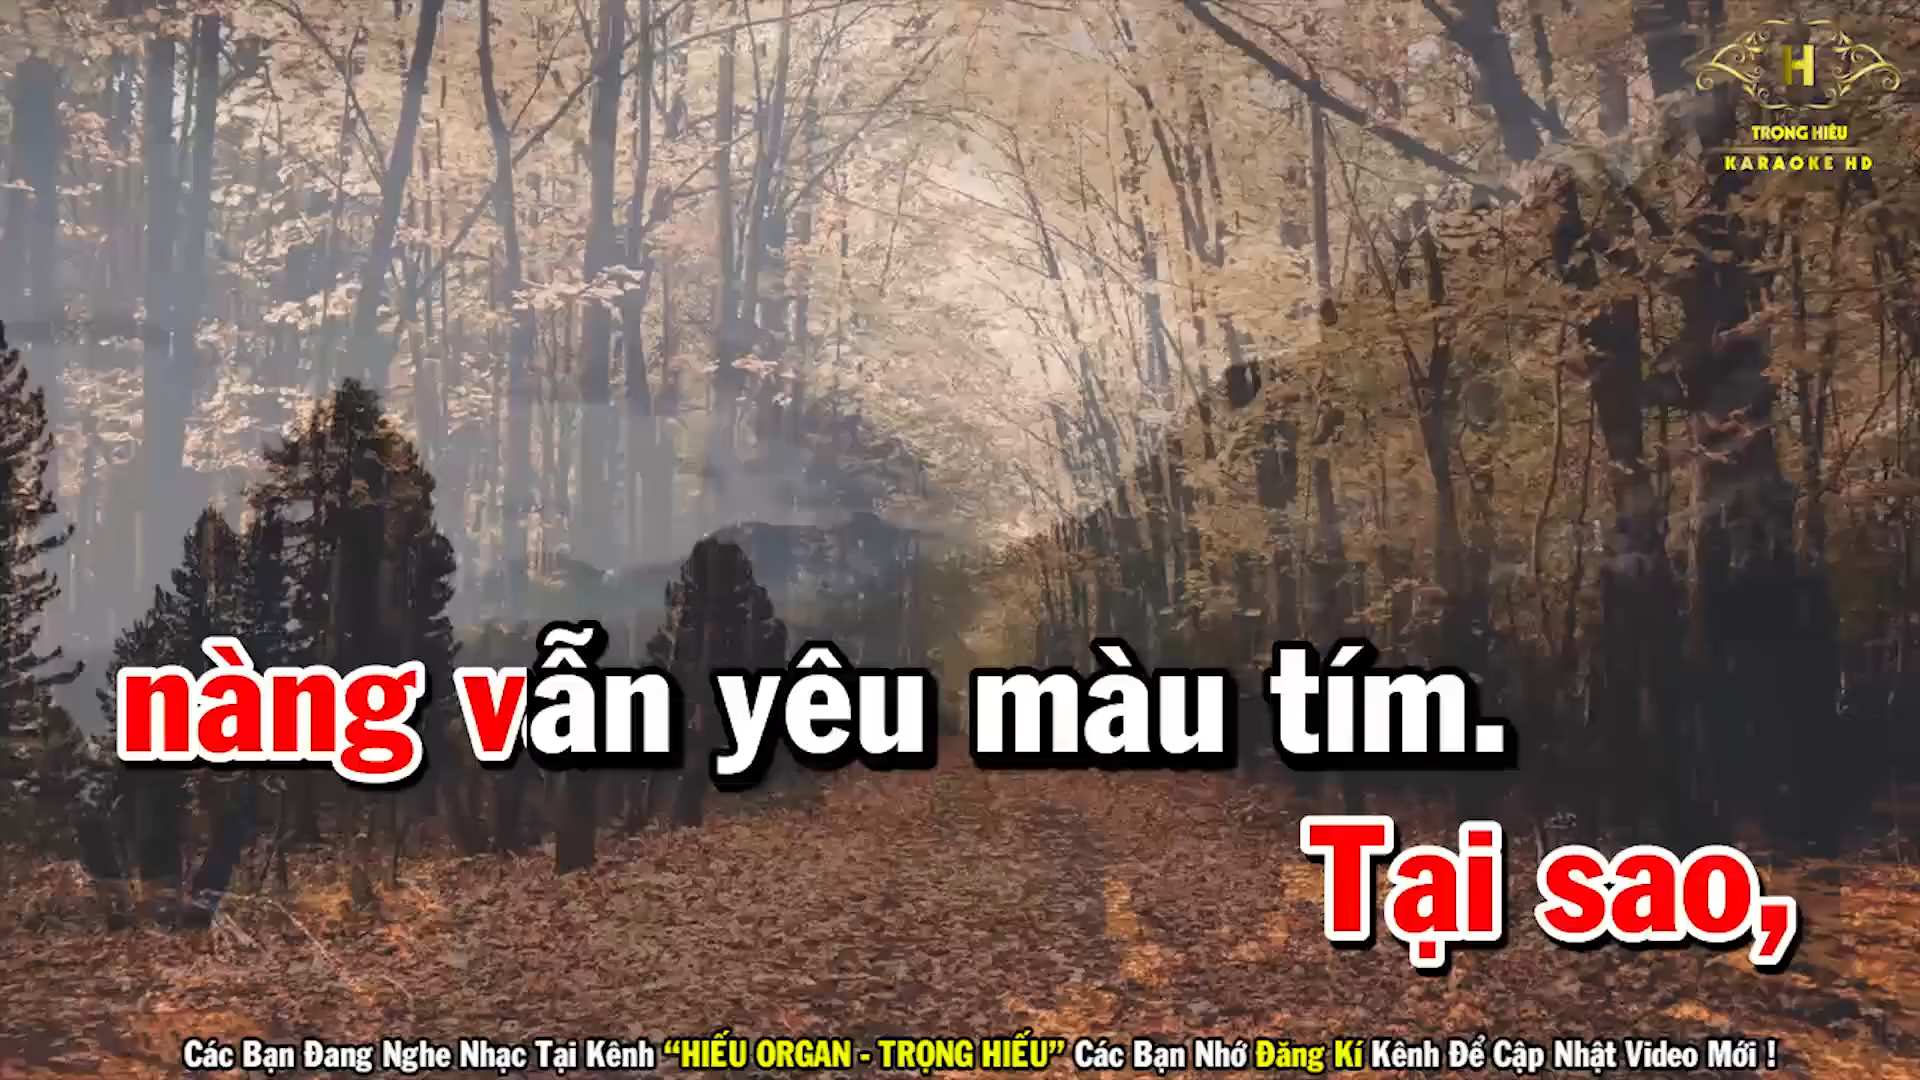 H
TRỌNG HIẾU
KARAOKE HD
nàng vẫn yêu màu tím.
Tại sao,
Các Bạn Đang Nghe Nhạc Tại Kênh “HIẾU ORGAN - TRỌNG HIẾU” Các Bạn Nhớ Đăng Kí Kênh Để Cập Nhật Video Mới !